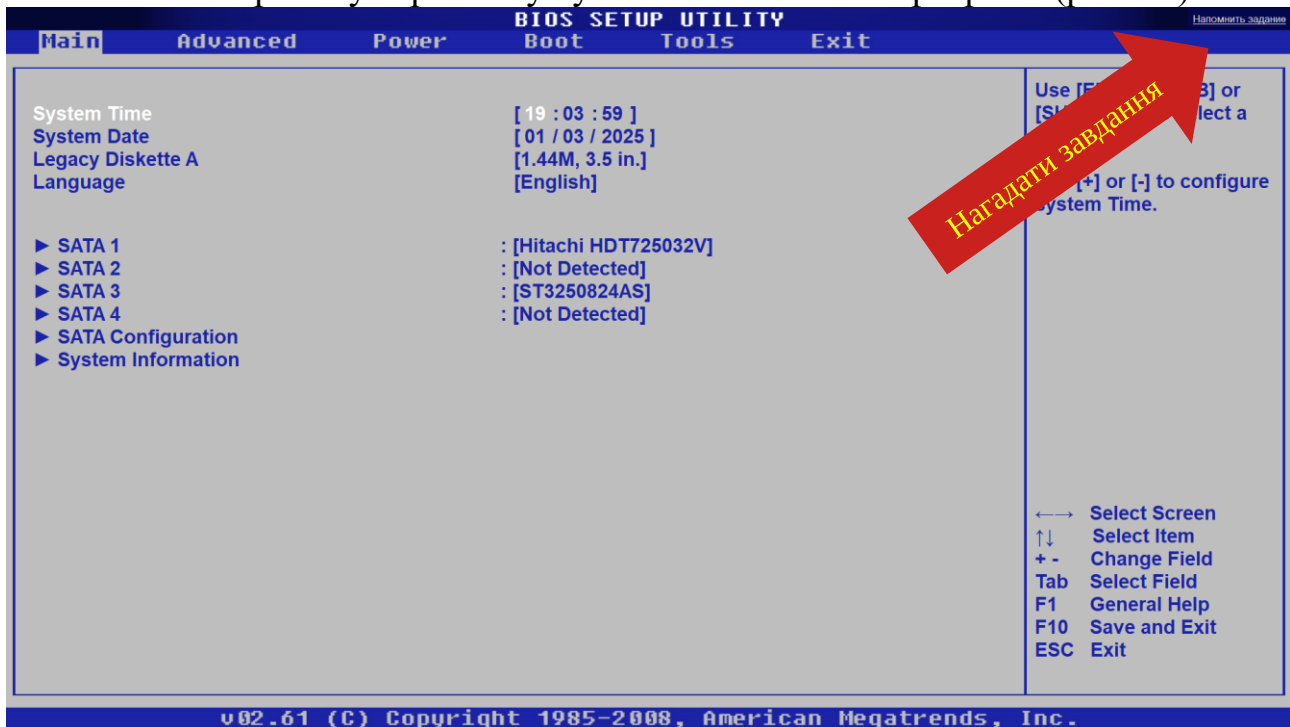 BIOS SETUP UTILITY
Напомнить задание
Main Advanced Power Boot Tools Exit
System Time [ 19 : 03 : 59 ]
System Date [ 01 / 03 / 2025 ]
Legacy Diskette A [1.44M, 3.5 in.]
Language [English]
► SATA 1 : [Hitachi HDT725032V]
► SATA 2 : [Not Detected]
► SATA 3 : [ST3250824AS]
► SATA 4 : [Not Detected]
► SATA Configuration
► System Information
Use or
a
[+] or [-] to configure
System Time.
Нагадати завдання
←→ Select Screen
↑↓ Select Item
+ - Change Field
Tab Select Field
F1 General Help
F10 Save and Exit
ESC Exit
v02.61 (C) Copyright 1985-2008, American Megatrends, Inc.